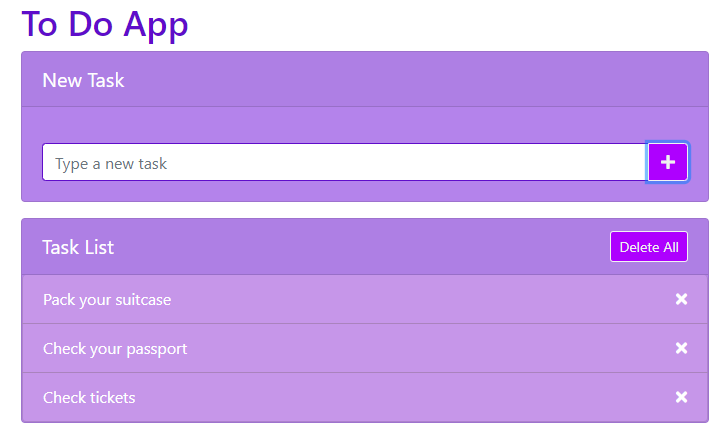 To Do App
New Task
Type a new task
Task List
Delete All
Pack your suitcase
Check your passport
Check tickets